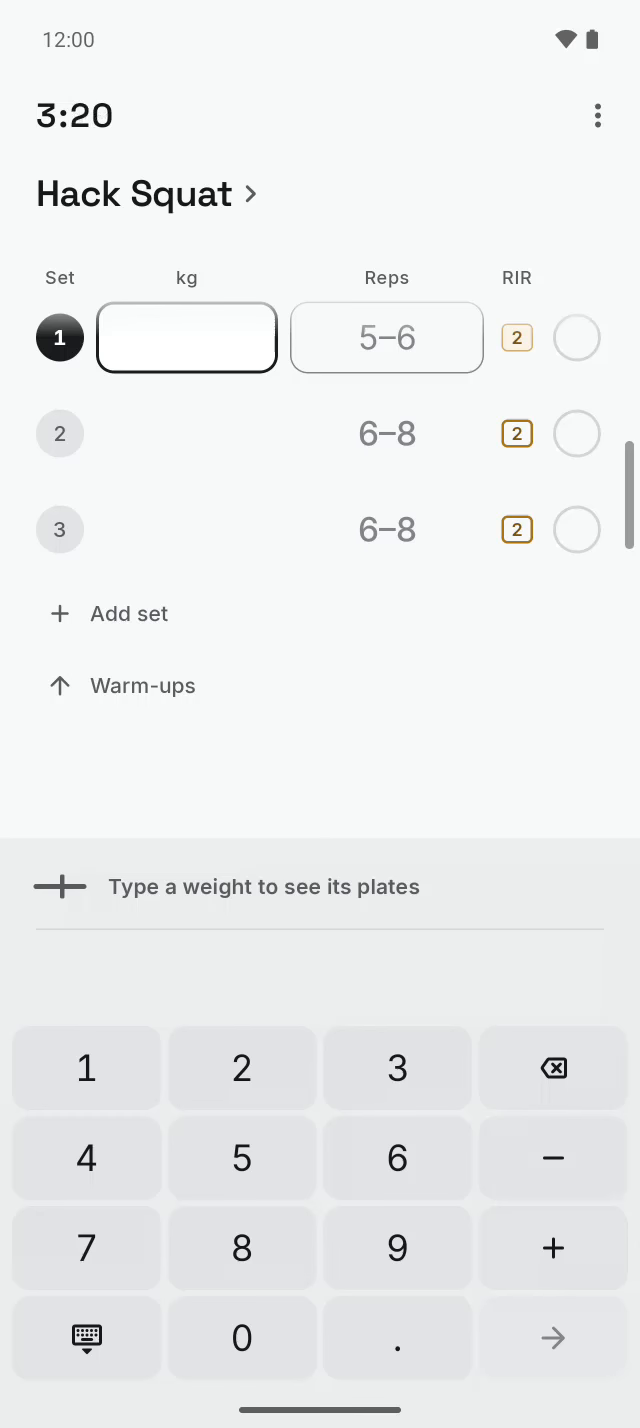 12:00
3:20
Hack Squat
Set kg Reps RIR
1 5–6 2
2 6–8 2
3 6–8 2
+ Add set
Warm-ups
Type a weight to see its plates
1 2 3
4 5 6 −
7 8 9 +
0 .